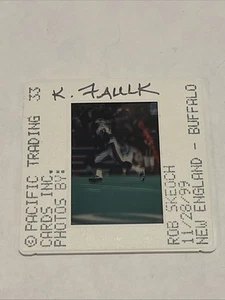 K. FAULK
© PACIFIC TRADING 33
CARDS INC.
PHOTOS BY:
ROB SKEOCH
11/28/99
NEW ENGLAND - BUFFALO